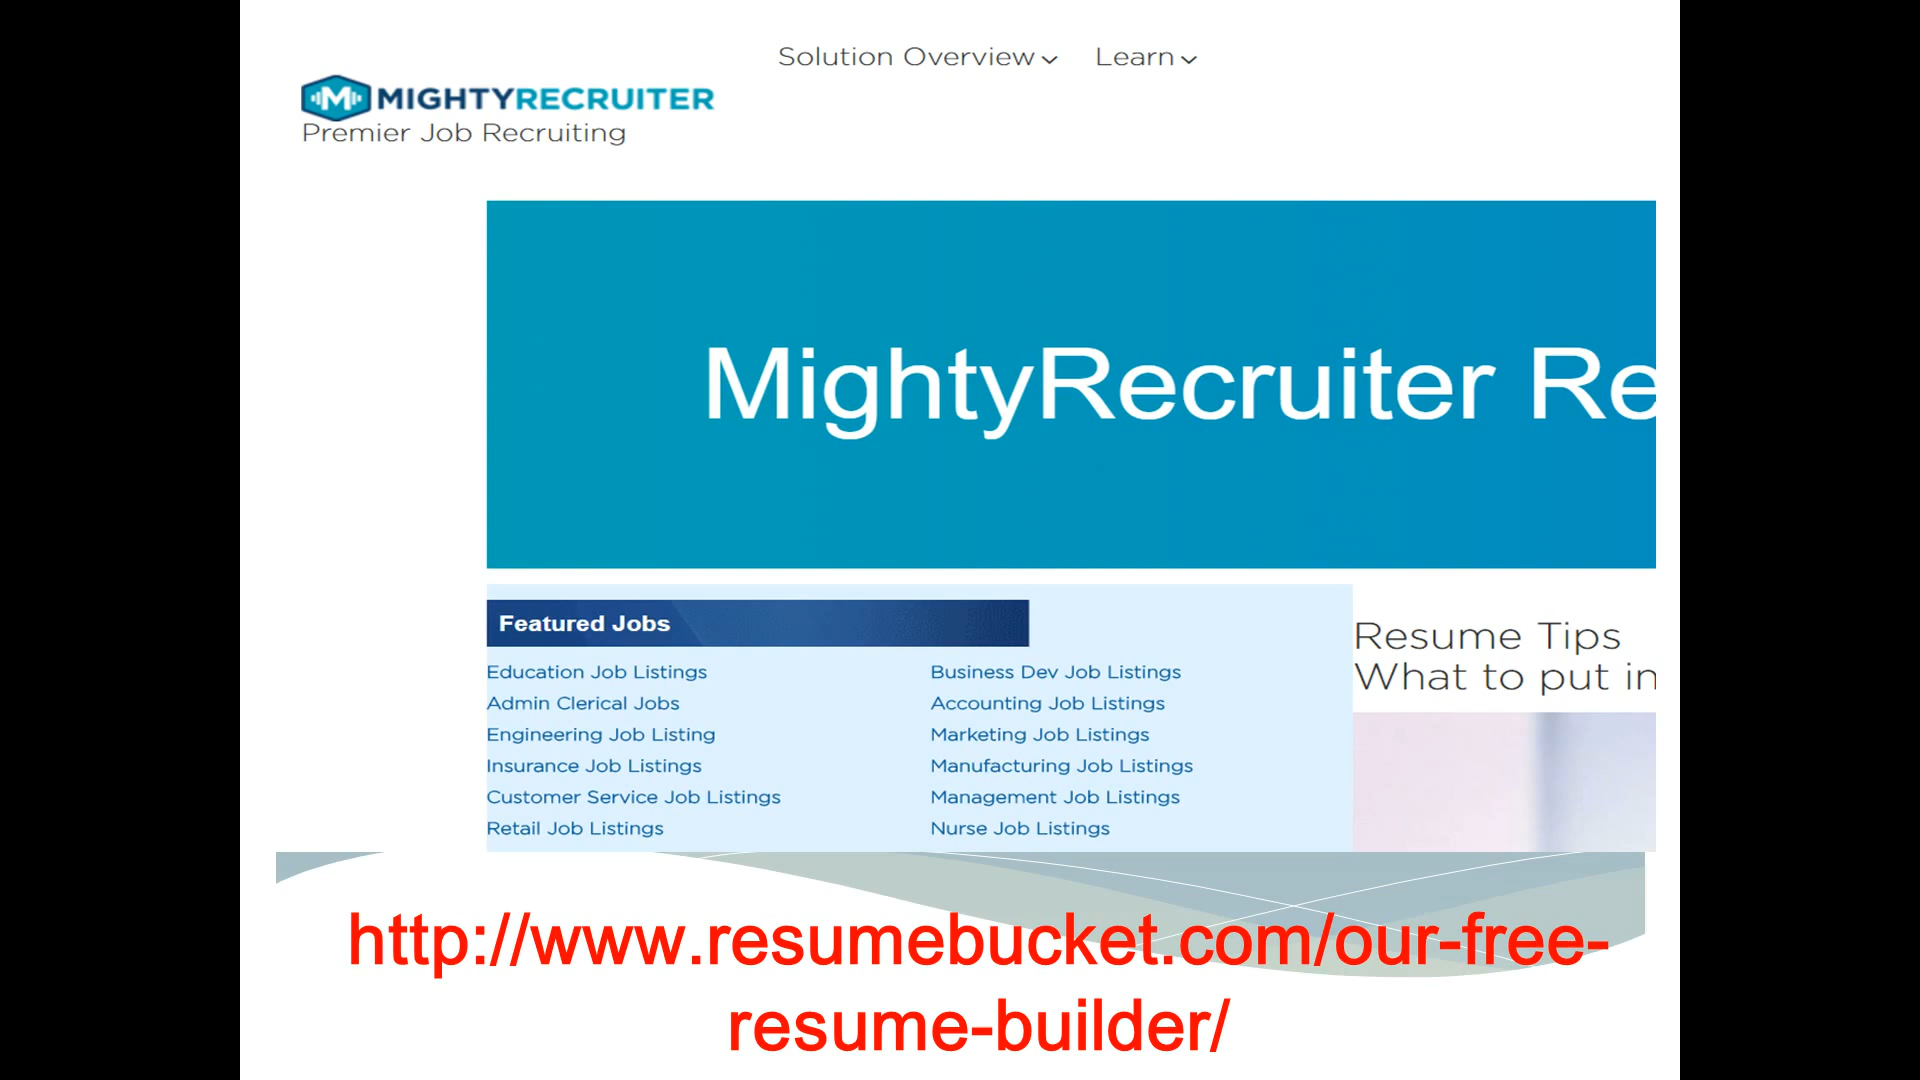 Solution Overview Learn
MIGHTYRECRUITER
Premier Job Recruiting
MightyRecruiter Re
Featured Jobs
Education Job Listings
Admin Clerical Jobs
Engineering Job Listing
Insurance Job Listings
Customer Service Job Listings
Retail Job Listings
Business Dev Job Listings
Accounting Job Listings
Marketing Job Listings
Manufacturing Job Listings
Management Job Listings
Nurse Job Listings
Resume Tips
What to put in
http://www.resumebucket.com/our-free-
resume-builder/